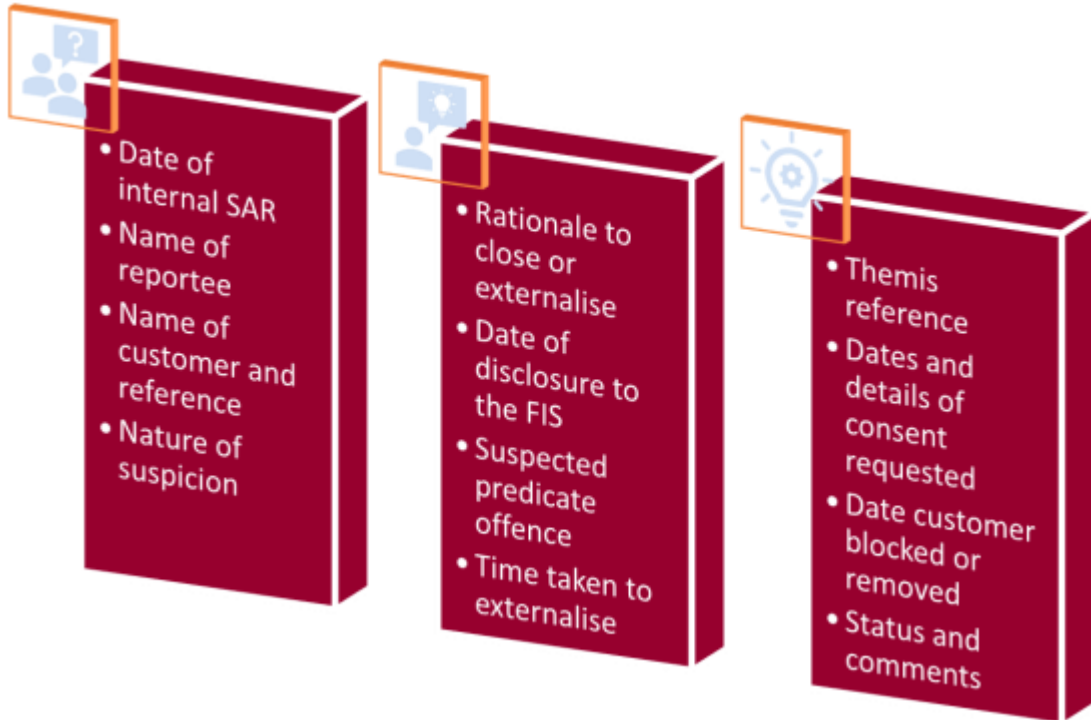 ?
• Date of
internal SAR
• Name of
reportee
• Name of
customer and
reference
• Nature of
suspicion
• Rationale to
close or
externalise
• Date of
disclosure to
the FIS
• Suspected
predicate
offence
• Time taken to
externalise
• Themis
reference
• Dates and
details of
consent
requested
• Date customer
blocked or
removed
• Status and
comments